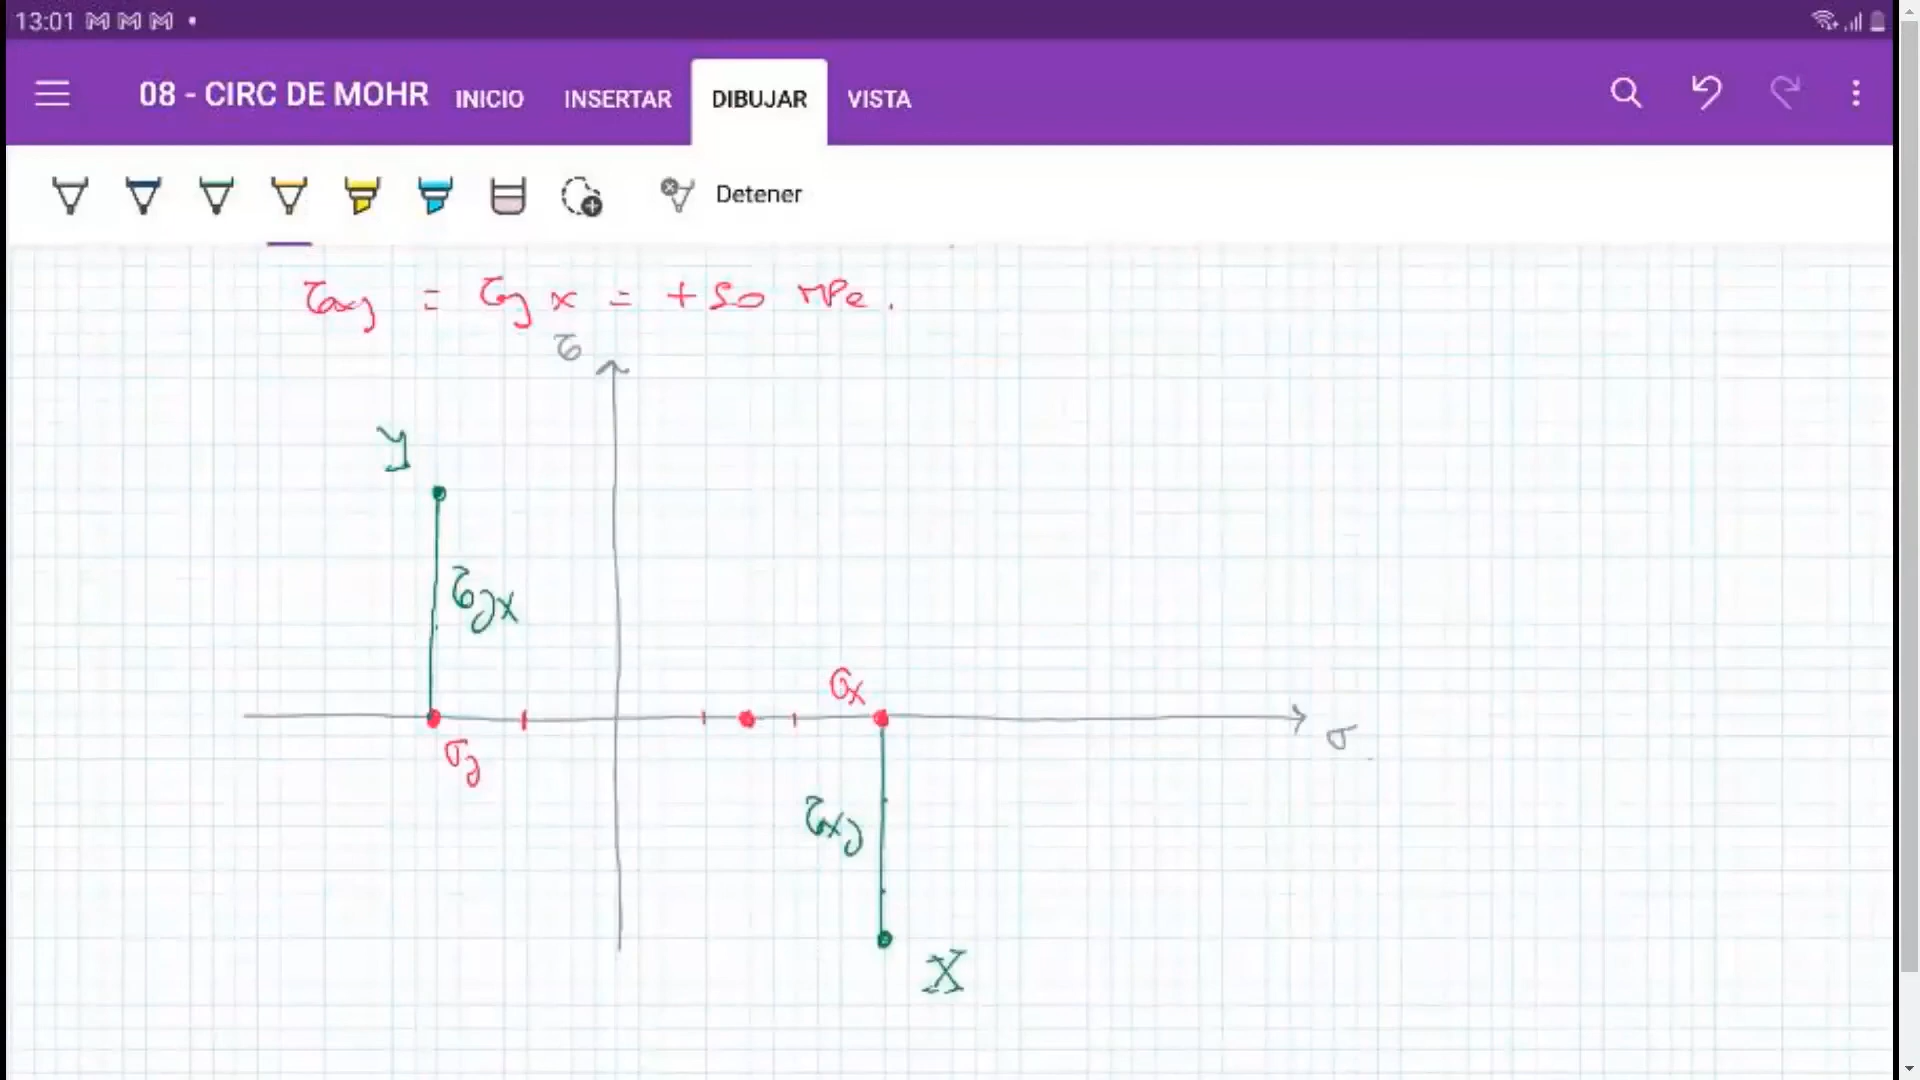 13:01
08 - CIRC DE MOHR INICIO INSERTAR DIBUJAR VISTA
Detener
τxy = τyx = +50 MPa.
τ
y
τyx
σx
σy
σ
τxy
X